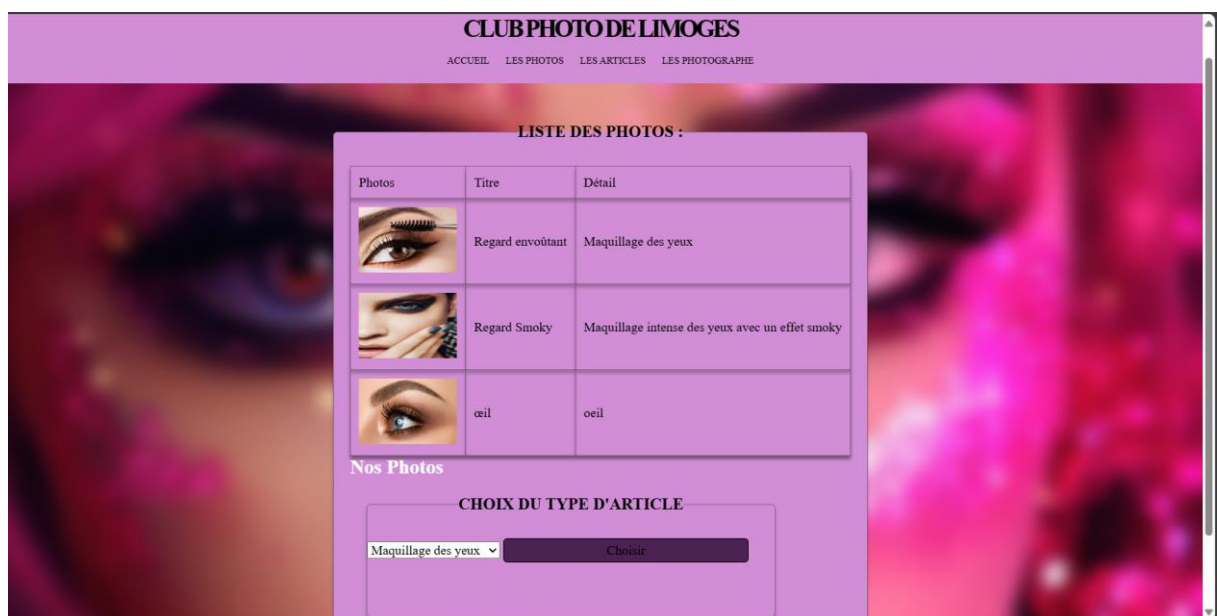 CLUB PHOTO DE LIMOGES
ACCUEIL LES PHOTOS LES ARTICLES LES PHOTOGRAPHE
LISTE DES PHOTOS :
Photos Titre Détail
Regard envoûtant Maquillage des yeux
Regard Smoky Maquillage intense des yeux avec un effet smoky
œil oeil
Nos Photos
CHOIX DU TYPE D'ARTICLE
Maquillage des yeux Choisir